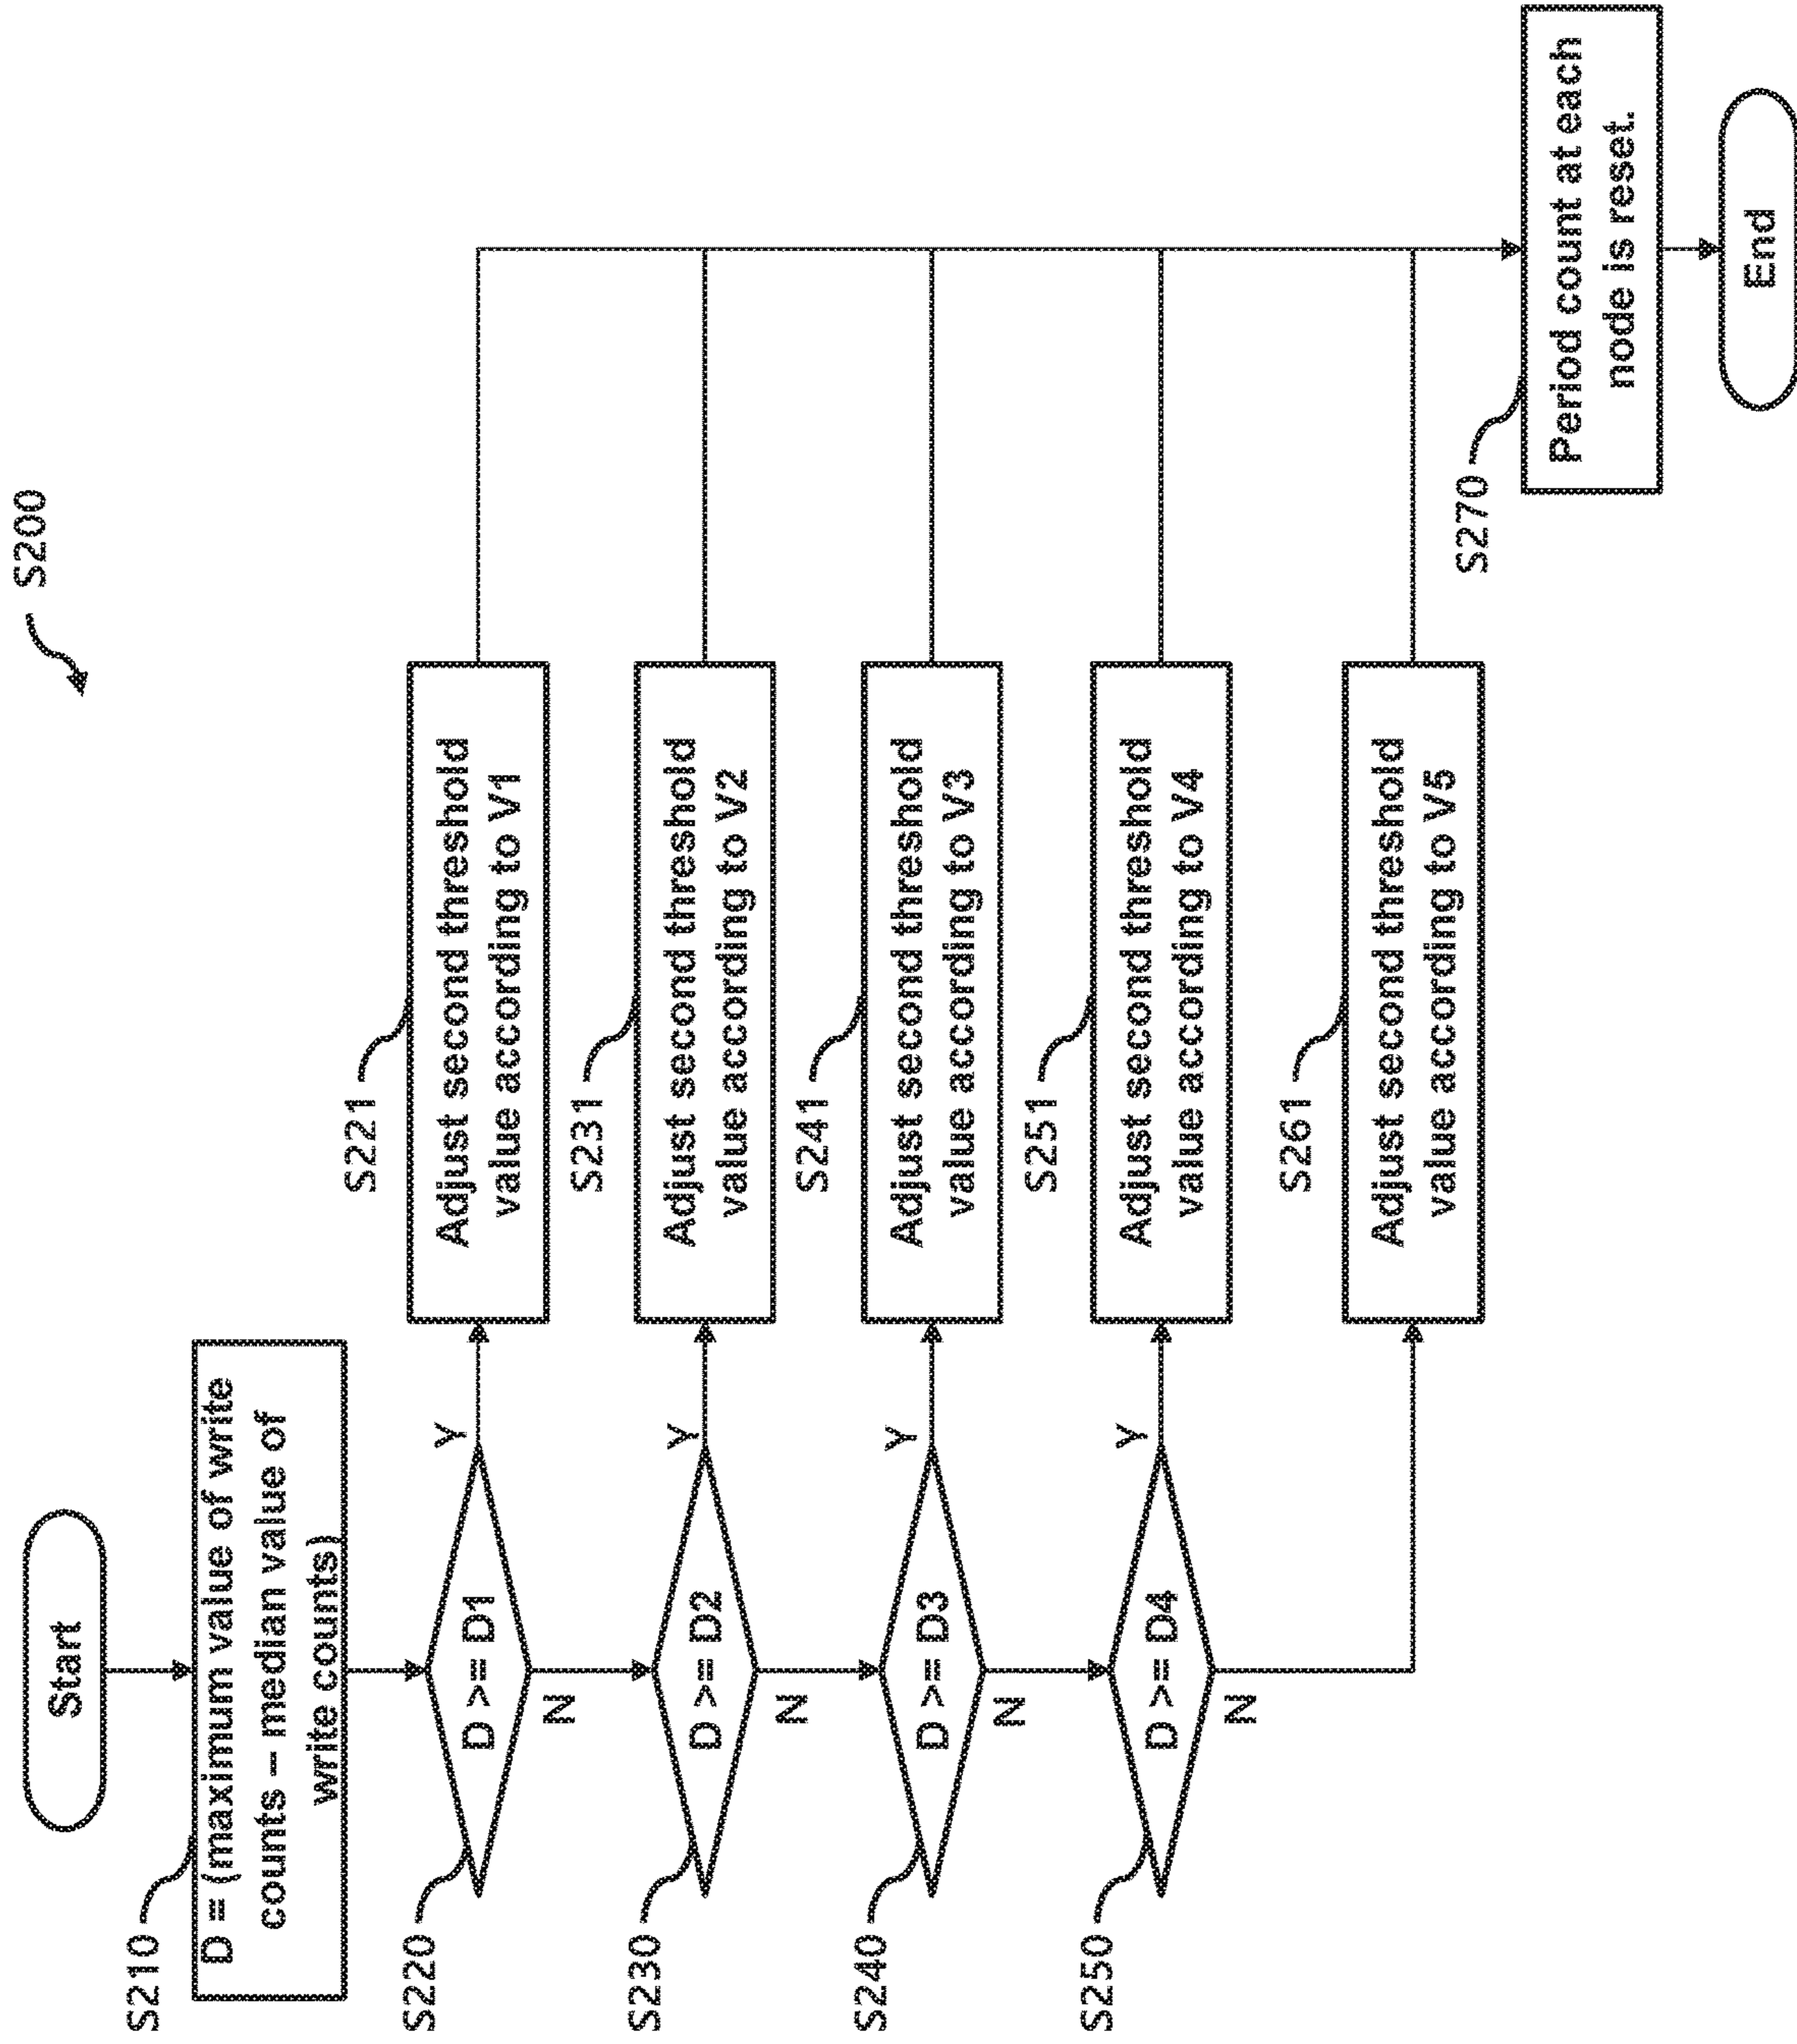 S200
Start
S210
D = (maximum value of write
counts – median value of
write counts)
S220
D >= D1
Y
N
S221
Adjust second threshold
value according to V1
S230
D >= D2
Y
N
S231
Adjust second threshold
value according to V2
S240
D >= D3
Y
N
S241
Adjust second threshold
value according to V3
S250
D >= D4
Y
N
S251
Adjust second threshold
value according to V4
S261
Adjust second threshold
value according to V5
S270
Period count at each
node is reset.
End